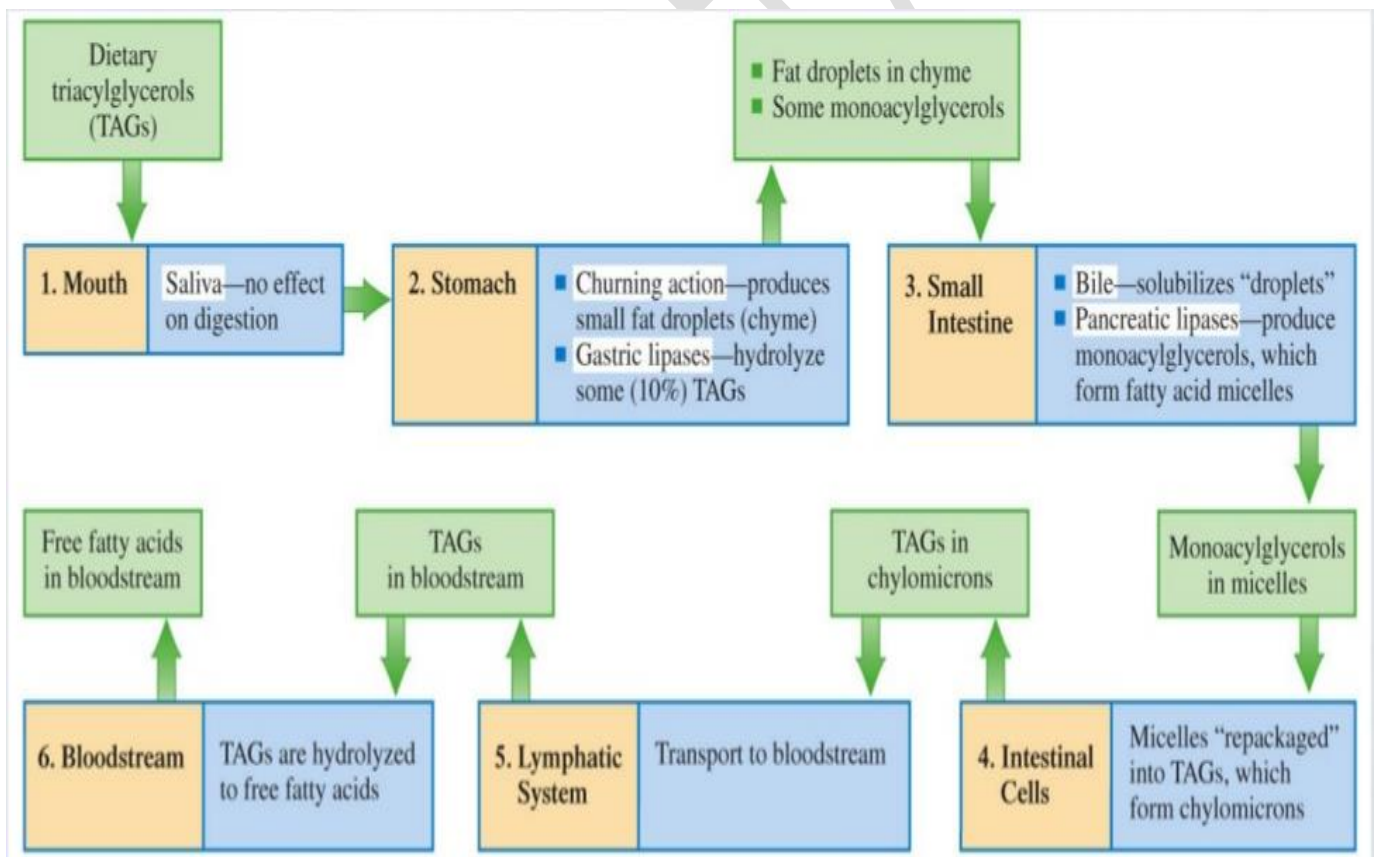 Dietary
triacylglycerols
(TAGs)
■ Fat droplets in chyme
■ Some monoacylglycerols
1. Mouth
Saliva—no effect
on digestion
2. Stomach
■ Churning action—produces
small fat droplets (chyme)
■ Gastric lipases—hydrolyze
some (10%) TAGs
3. Small
Intestine
■ Bile—solubilizes “droplets”
■ Pancreatic lipases—produce
monoacylglycerols, which
form fatty acid micelles
Monoacylglycerols
in micelles
4. Intestinal
Cells
Micelles “repackaged”
into TAGs, which
form chylomicrons
TAGs in
chylomicrons
5. Lymphatic
System
Transport to bloodstream
TAGs
in bloodstream
6. Bloodstream
TAGs are hydrolyzed
to free fatty acids
Free fatty acids
in bloodstream